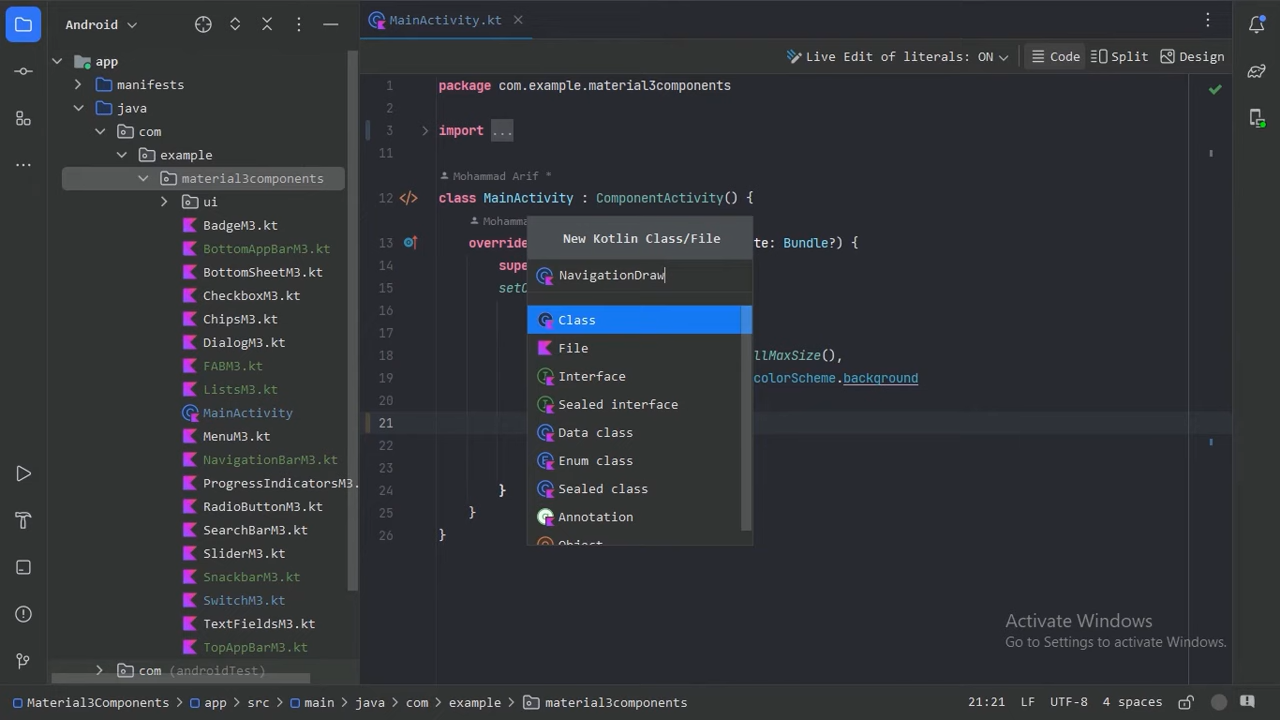 Android
MainActivity.kt
Live Edit of literals: ON
Code
Split
Design
app
manifests
java
com
example
material3components
ui
BadgeM3.kt
BottomAppBarM3.kt
BottomSheetM3.kt
CheckboxM3.kt
ChipsM3.kt
DialogM3.kt
FABM3.kt
ListsM3.kt
MainActivity
MenuM3.kt
NavigationBarM3.kt
ProgressIndicatorsM3.
RadioButtonM3.kt
SearchBarM3.kt
SliderM3.kt
SnackbarM3.kt
SwitchM3.kt
TextFieldsM3.kt
TopAppBarM3.kt
com (androidTest)
1 package com.example.material3components
2
3 import ...
11
Mohammad Arif *
12 class MainActivity : ComponentActivity() {
Mohamm
13 override te: Bundle?) {
14 supe
15 setC
16
17
18 llMaxSize(),
19 colorScheme.background
20
21
22
23
24 }
25 }
26 }
New Kotlin Class/File
NavigationDraw
Class
File
Interface
Sealed interface
Data class
Enum class
Sealed class
Annotation
Object
Activate Windows
Go to Settings to activate Windows.
Material3Components > app > src > main > java > com > example > material3components
21:21 LF UTF-8 4 spaces